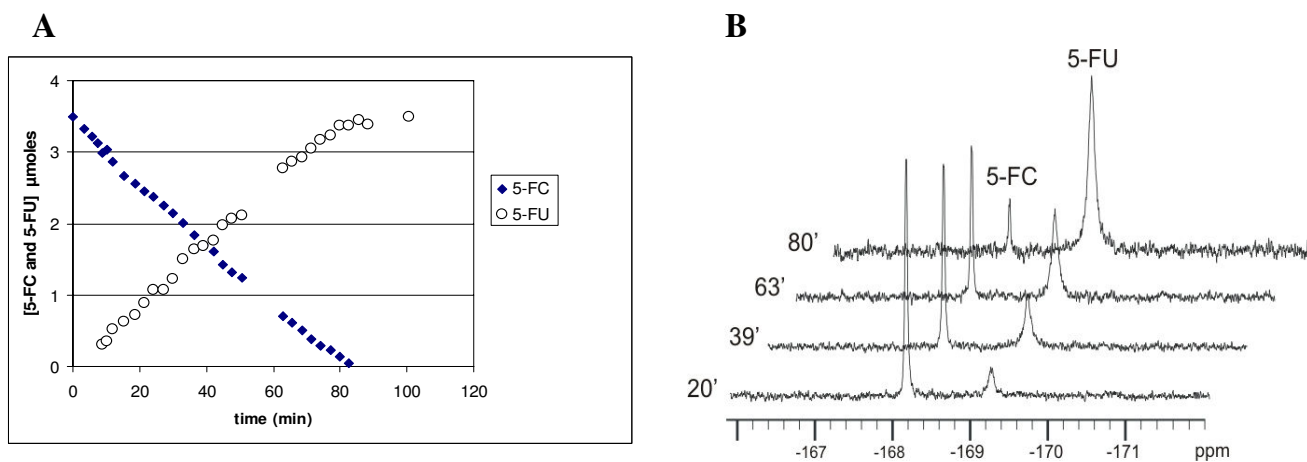 A
[5-FC and 5-FU] µmoles
4
3
2
1
0
0 20 40 60 80 100 120
time (min)
5-FC
5-FU
B
5-FU
5-FC
80’
63’
39’
20’
-167 -168 -169 -170 -171 ppm